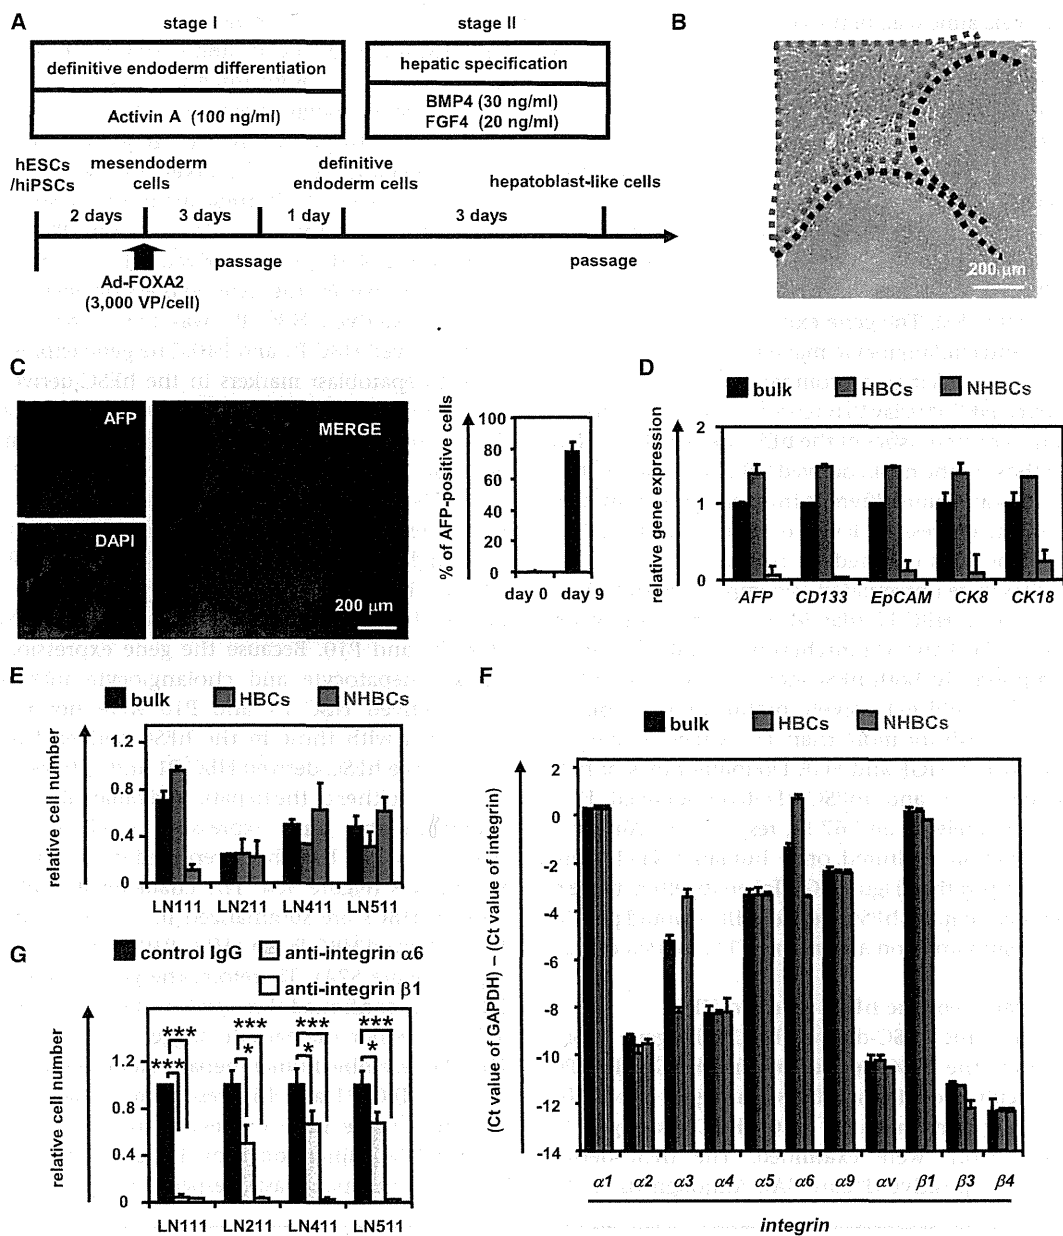 A
stage I
stage II
definitive endoderm differentiation
hepatic specification
Activin A (100 ng/ml)
BMP4 (30 ng/ml)
FGF4 (20 ng/ml)
hESCs
/hiPSCs
mesendoderm
cells
definitive
endoderm cells
hepatoblast-like cells
2 days
3 days
1 day
3 days
passage
passage
Ad-FOXA2
(3,000 VP/cell)
B
200 μm
C
AFP
DAPI
MERGE
200 μm
% of AFP-positive cells
100
80
60
40
20
0
day 0
day 9
D
bulk
HBCs
NHBCs
relative gene expression
2
1
0
AFP
CD133
EpCAM
CK8
CK18
E
bulk
HBCs
NHBCs
relative cell number
1.2
0.8
0.4
0
LN111
LN211
LN411
LN511
F
bulk
HBCs
NHBCs
(Ct value of GAPDH) – (Ct value of integrin)
2
0
-2
-4
-6
-8
-10
-12
-14
α1
α2
α3
α4
α5
α6
α9
αv
β1
β3
β4
integrin
G
control IgG
anti-integrin α6
anti-integrin β1
relative cell number
1.2
0.8
0.4
0
***
***
***
*
***
*
***
*
LN111
LN211
LN411
LN511